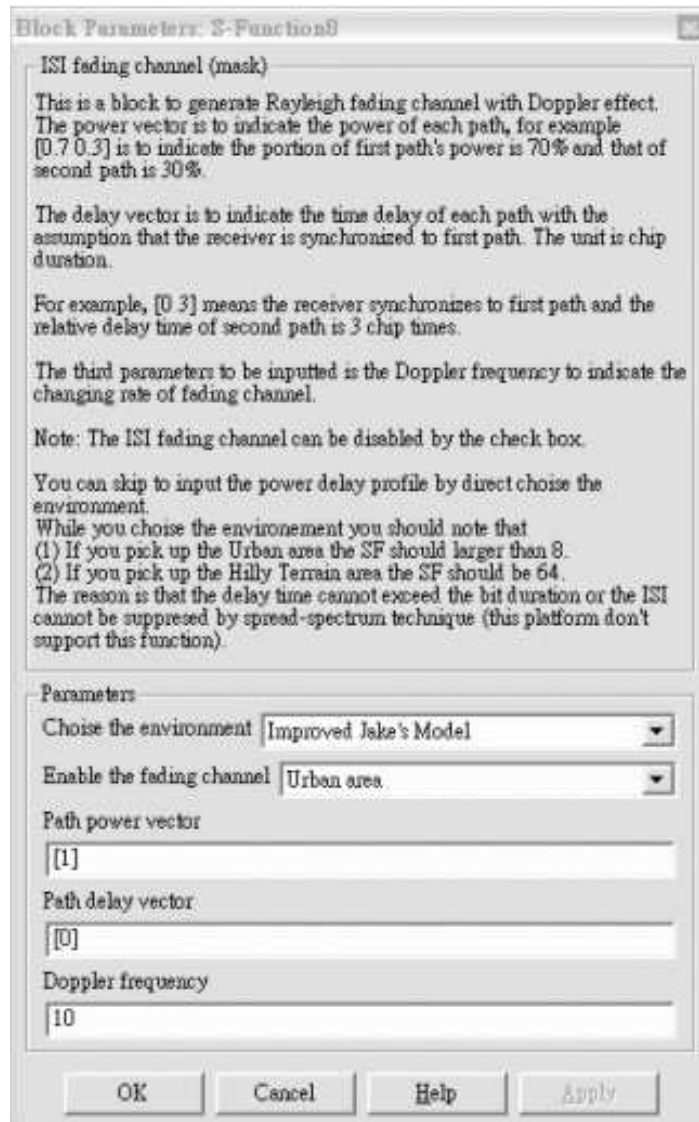 Block Parameters: S-Function8
ISI fading channel (mask)
This is a block to generate Rayleigh fading channel with Doppler effect.
The power vector is to indicate the power of each path, for example
[0.7 0.3] is to indicate the portion of first path's power is 70% and that of
second path is 30%.
The delay vector is to indicate the time delay of each path with the
assumption that the receiver is synchronized to first path. The unit is chip
duration.
For example, [0 3] means the receiver synchronizes to first path and the
relative delay time of second path is 3 chip times.
The third parameters to be inputted is the Doppler frequency to indicate the
changing rate of fading channel.
Note: The ISI fading channel can be disabled by the check box.
You can skip to input the power delay profile by direct choise the
environment.
While you choise the environement you should note that
(1) If you pick up the Urban area the SF should larger than 8.
(2) If you pick up the Hilly Terrain area the SF should be 64.
The reason is that the delay time cannot exceed the bit duration or the ISI
cannot be suppresed by spread-spectrum technique (this platform don't
support this function).
Parameters
Choise the environment Improved Jake's Model
Enable the fading channel Urban area
Path power vector
[1]
Path delay vector
[0]
Doppler frequency
10
OK Cancel Help Apply